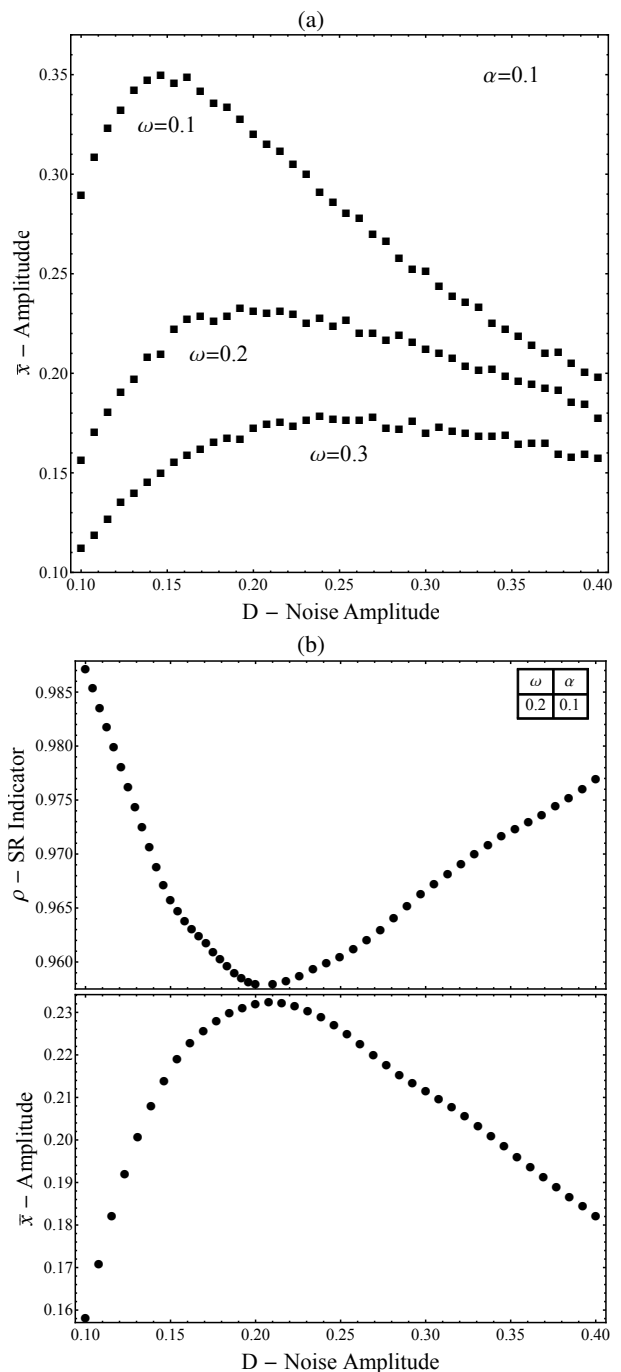 (a)
α=0.1
ω=0.1
ω=0.2
ω=0.3
x̄ – Amplitudde
0.35
0.30
0.25
0.20
0.15
0.10
0.10 0.15 0.20 0.25 0.30 0.35 0.40
D – Noise Amplitude
(b)
ω α
0.2 0.1
ρ – SR Indicator
0.985
0.980
0.975
0.970
0.965
0.960
x̄ – Amplitude
0.23
0.22
0.21
0.20
0.19
0.18
0.17
0.16
0.10 0.15 0.20 0.25 0.30 0.35 0.40
D – Noise Amplitude